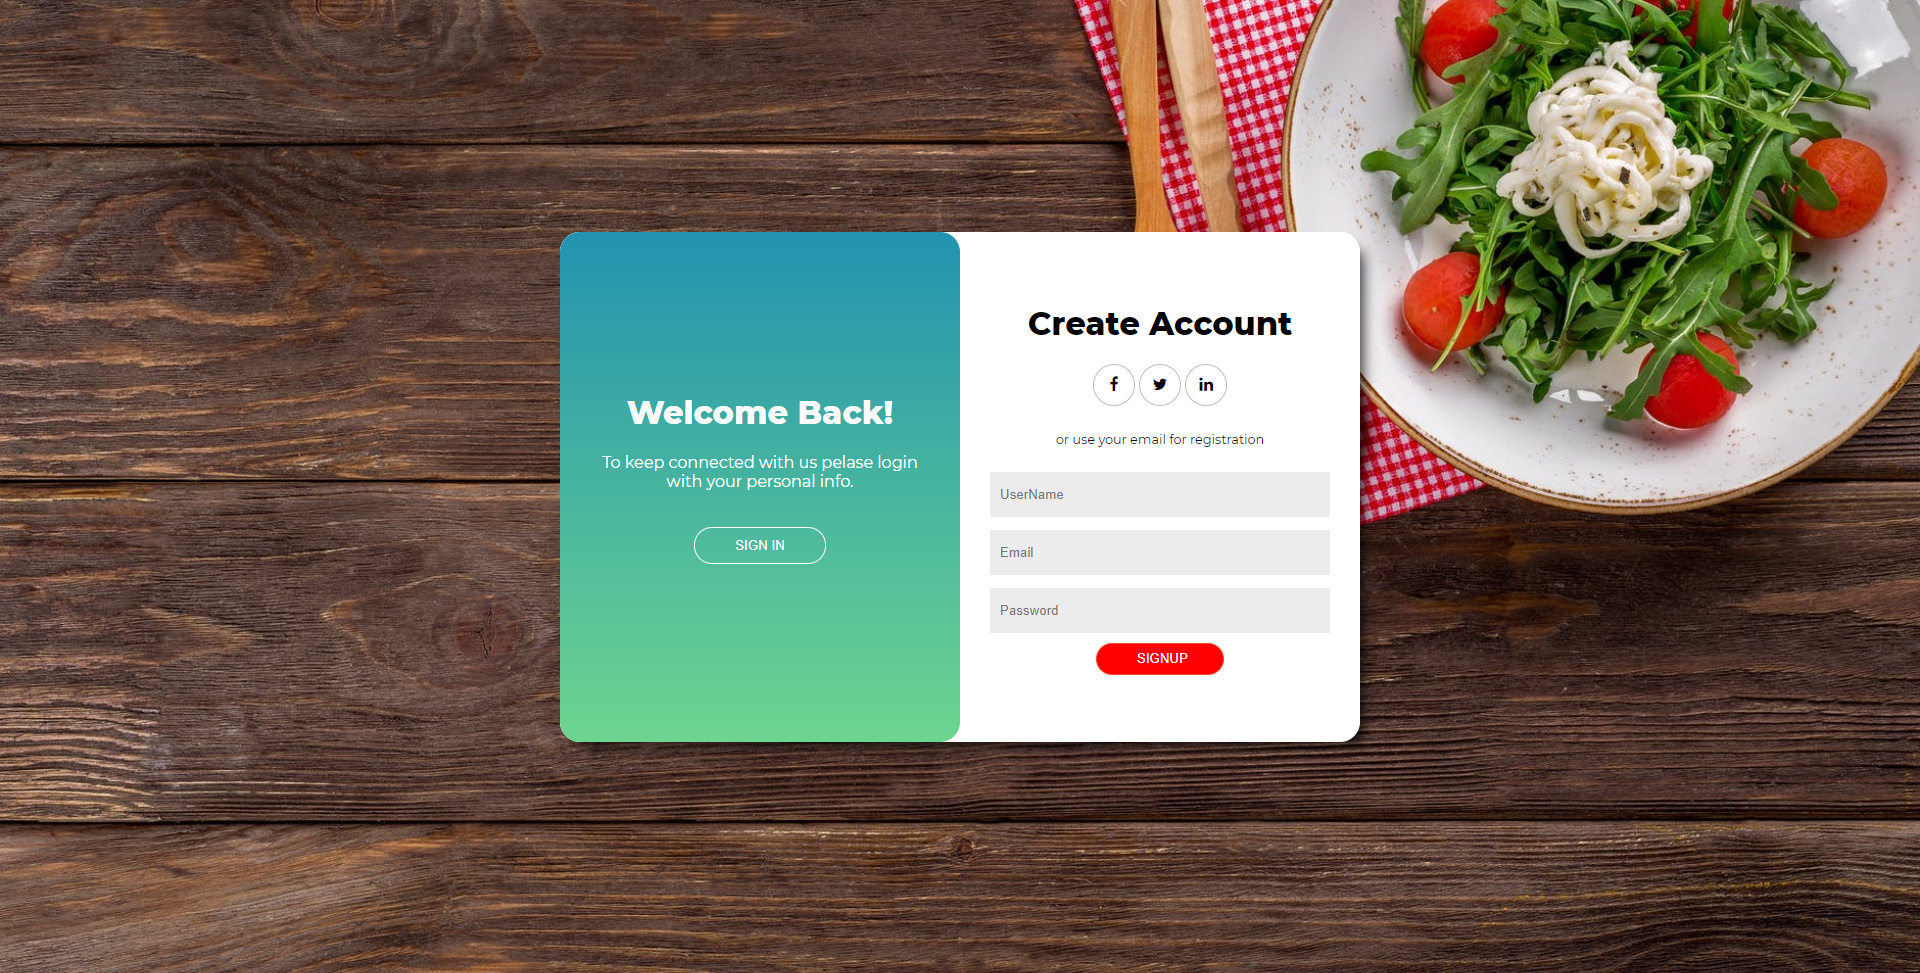 Welcome Back!
To keep connected with us pelase login
with your personal info.
SIGN IN
Create Account
or use your email for registration
UserName
Email
Password
SIGNUP